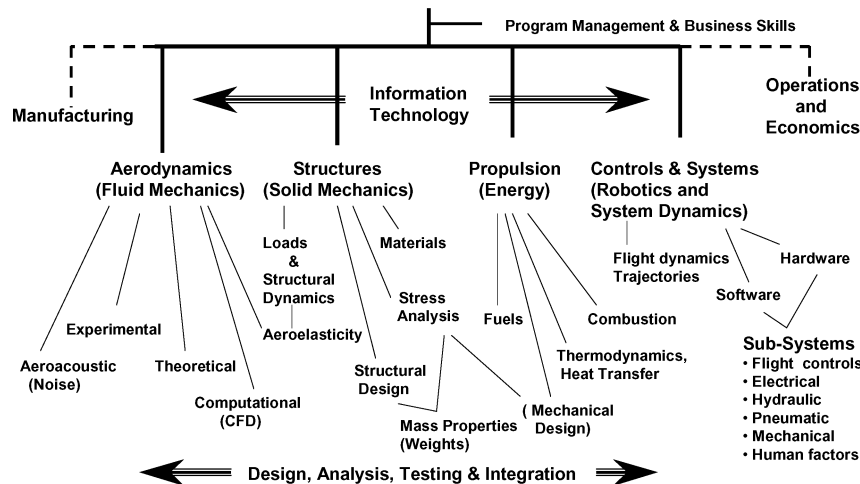 Program Management & Business Skills
Manufacturing
Information
Technology
Operations
and
Economics
Aerodynamics
(Fluid Mechanics)
Structures
(Solid Mechanics)
Propulsion
(Energy)
Controls & Systems
(Robotics and
System Dynamics)
Loads
&
Structural
Dynamics
Materials
Flight dynamics
Trajectories
Hardware
Software
Stress
Analysis
Experimental
Aeroelasticity
Fuels
Combustion
Aeroacoustic
(Noise)
Theoretical
Structural
Design
Thermodynamics,
Heat Transfer
Computational
(CFD)
Mass Properties
(Weights)
( Mechanical
Design)
Sub-Systems
• Flight controls
• Electrical
• Hydraulic
• Pneumatic
• Mechanical
• Human factors
Design, Analysis, Testing & Integration